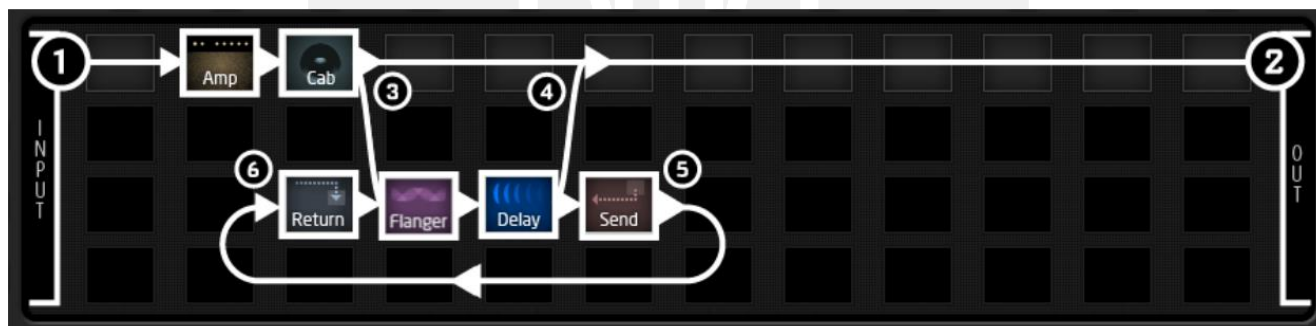 1
INPUT
Amp
Cab
3
4
2
6
Return
Flanger
Delay
Send
5
OUT